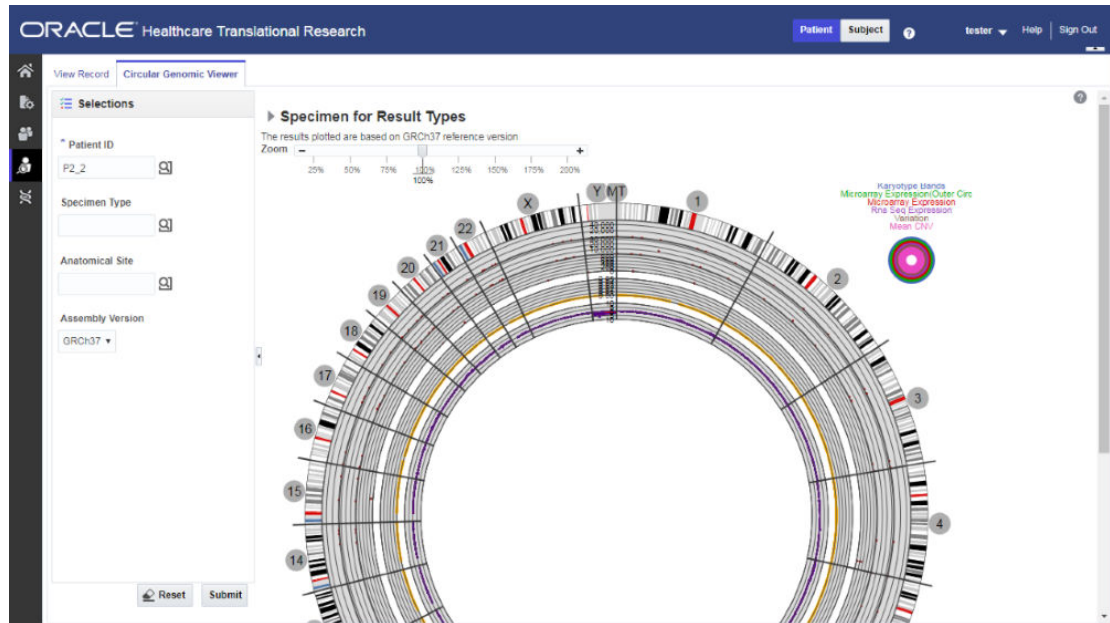 ORACLE Healthcare Translational Research
Patient Subject ? tester Help Sign Out
View Record Circular Genomic Viewer
Selections
* Patient ID
P2_2
Specimen Type
Anatomical Site
Assembly Version
GRCh37
Reset Submit
Specimen for Result Types
The results plotted are based on GRCh37 reference version
Zoom - +
25% 50% 75% 100% 125% 150% 175% 200%
100%
Karyotype Bands
Microarray Expression(Outer Circ
Microarray Expression
Rna Seq Expression
Variation
Mean CNV
X Y MT 1
22
21
20
19
18
17
16
15
14
2
3
4